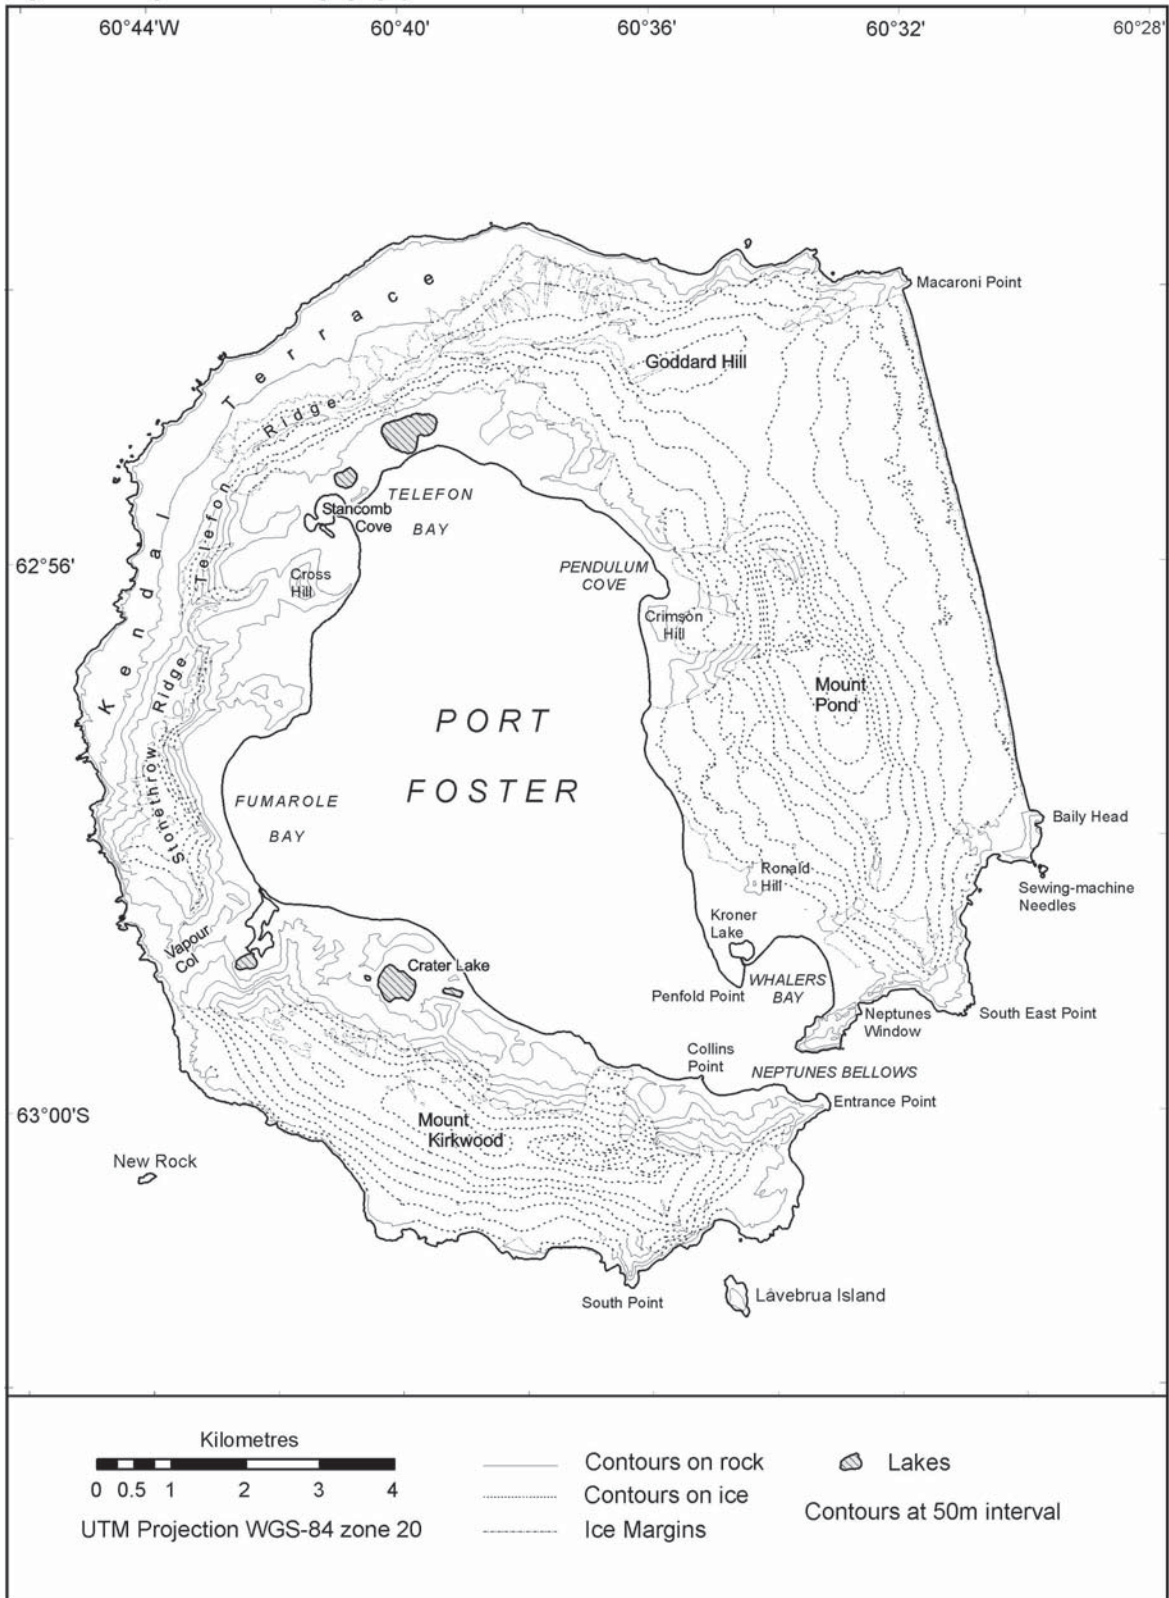 60°44'W 60°40' 60°36' 60°32' 60°28'
Macaroni Point
Kendal Terrace
Goddard Hill
Telefon Ridge
TELEFON
BAY
Stancomb
Cove
62°56'
PENDULUM
COVE
Cross
Hill
Crimson
Hill
Stonethrow Ridge
Mount
Pond
PORT
FOSTER
FUMAROLE
BAY
Baily Head
Ronald
Hill
Sewing-machine
Needles
Kroner
Lake
Vapour
Col
Crater Lake
WHALERS
BAY
Penfold Point
Neptunes
Window
South East Point
Collins
Point
NEPTUNES BELLOWS
Entrance Point
63°00'S
Mount
Kirkwood
New Rock
South Point
Låvebrua Island
Kilometres
0 0.5 1 2 3 4
UTM Projection WGS-84 zone 20
Contours on rock
Contours on ice
Ice Margins
Lakes
Contours at 50m interval